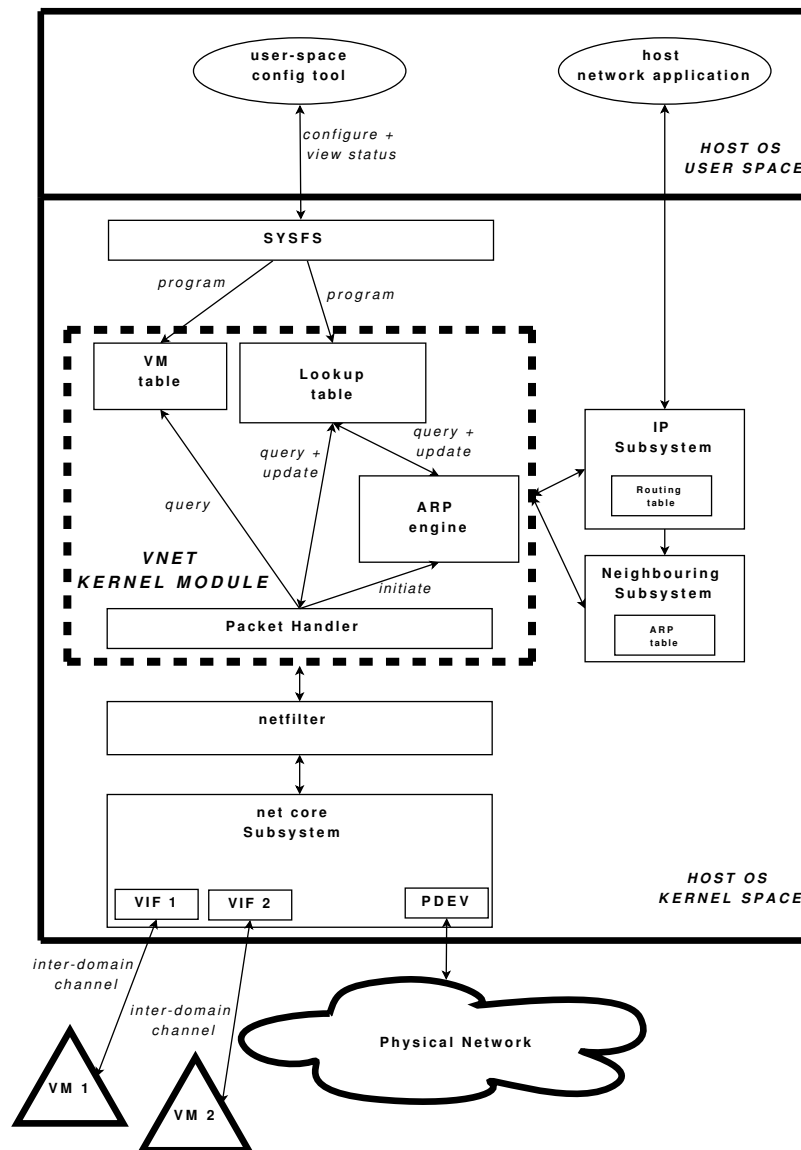 user-space
config tool
host
network application
configure +
view status
HOST OS
USER SPACE
SYSFS
program
program
VM
table
Lookup
table
query +
update
query +
update
IP
Subsystem
Routing
table
query
ARP
engine
VNET
KERNEL MODULE
initiate
Neighbouring
Subsystem
ARP
table
Packet Handler
netfilter
net core
Subsystem
HOST OS
KERNEL SPACE
VIF 1
VIF 2
PDEV
inter-domain
channel
inter-domain
channel
Physical Network
VM 1
VM 2